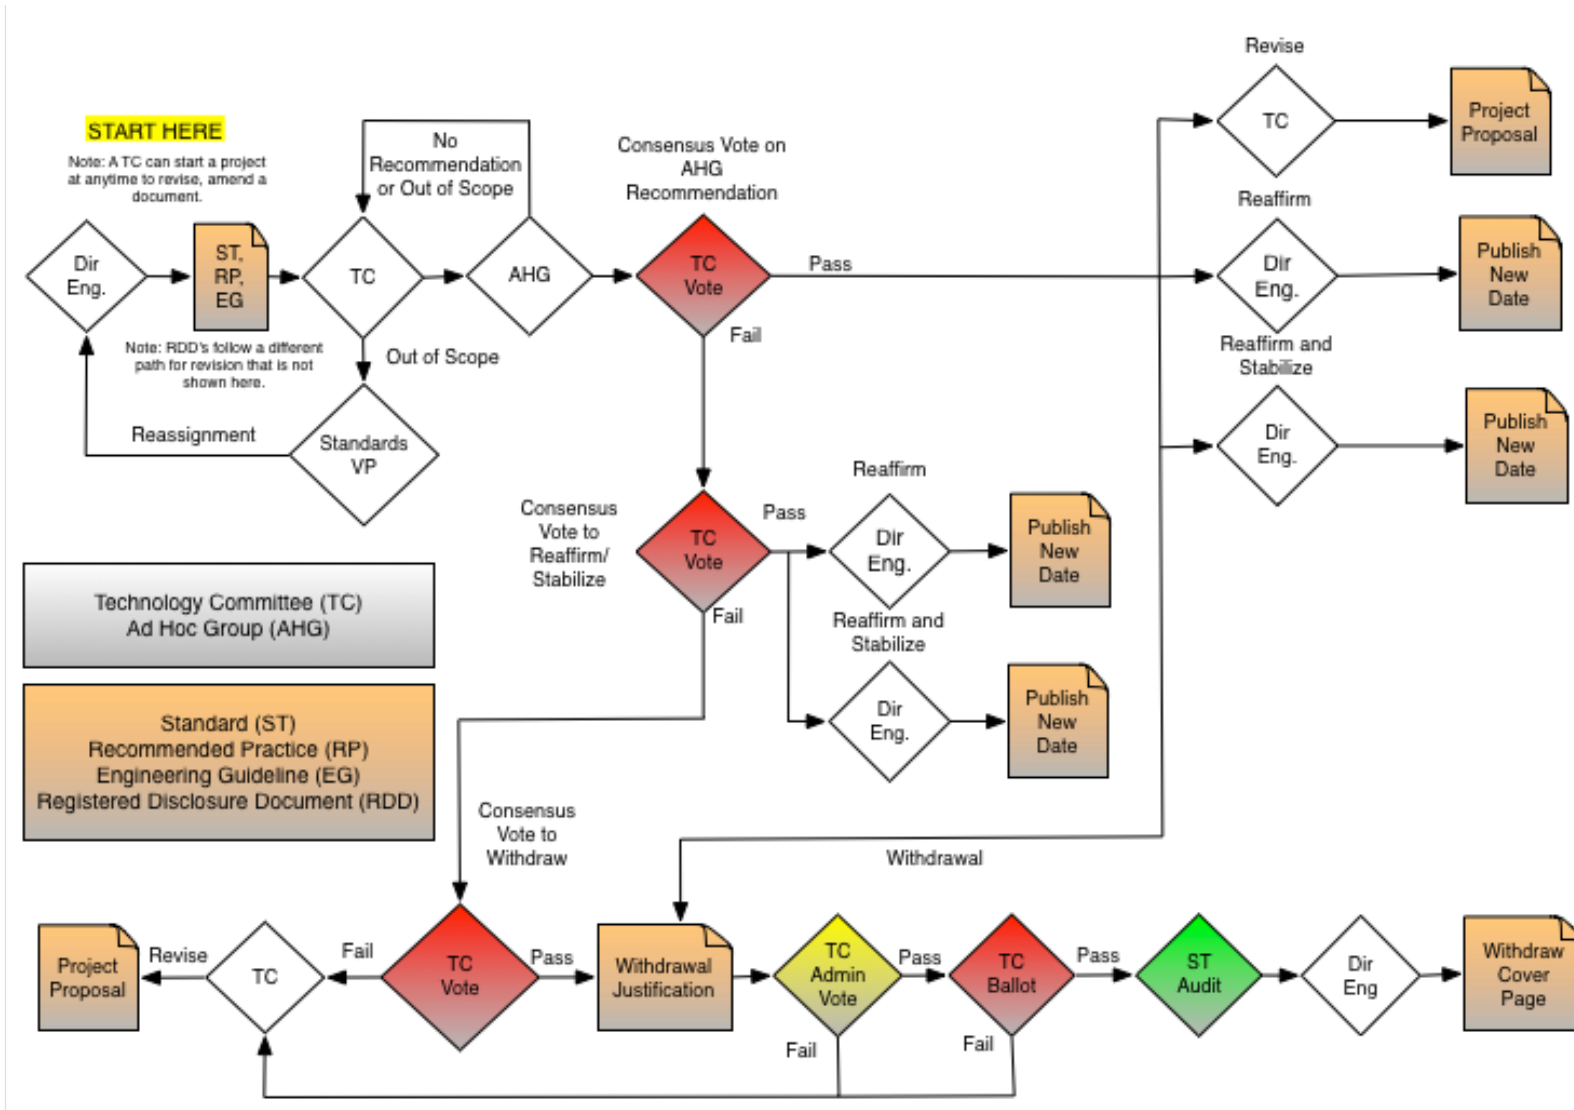 START HERE
Note: A TC can start a project
at anytime to revise, amend a
document.
Dir
Eng.
ST,
RP,
EG
Note: RDD's follow a different
path for revision that is not
shown here.
TC
No
Recommendation
or Out of Scope
AHG
Out of Scope
Standards
VP
Reassignment
Consensus Vote on
AHG
Recommendation
TC
Vote
Pass
Fail
Revise
TC
Project
Proposal
Reaffirm
Dir
Eng.
Publish
New
Date
Reaffirm and
Stabilize
Dir
Eng.
Publish
New
Date
Consensus
Vote to
Reaffirm/
Stabilize
TC
Vote
Pass
Fail
Reaffirm
Dir
Eng.
Publish
New
Date
Reaffirm and
Stabilize
Dir
Eng.
Publish
New
Date
Technology Committee (TC)
Ad Hoc Group (AHG)
Standard (ST)
Recommended Practice (RP)
Engineering Guideline (EG)
Registered Disclosure Document (RDD)
Consensus
Vote to
Withdraw
Withdrawal
Project
Proposal
Revise
TC
Fail
TC
Vote
Pass
Withdrawal
Justification
TC
Admin
Vote
Pass
Fail
TC
Ballot
Pass
Fail
ST
Audit
Dir
Eng
Withdraw
Cover
Page